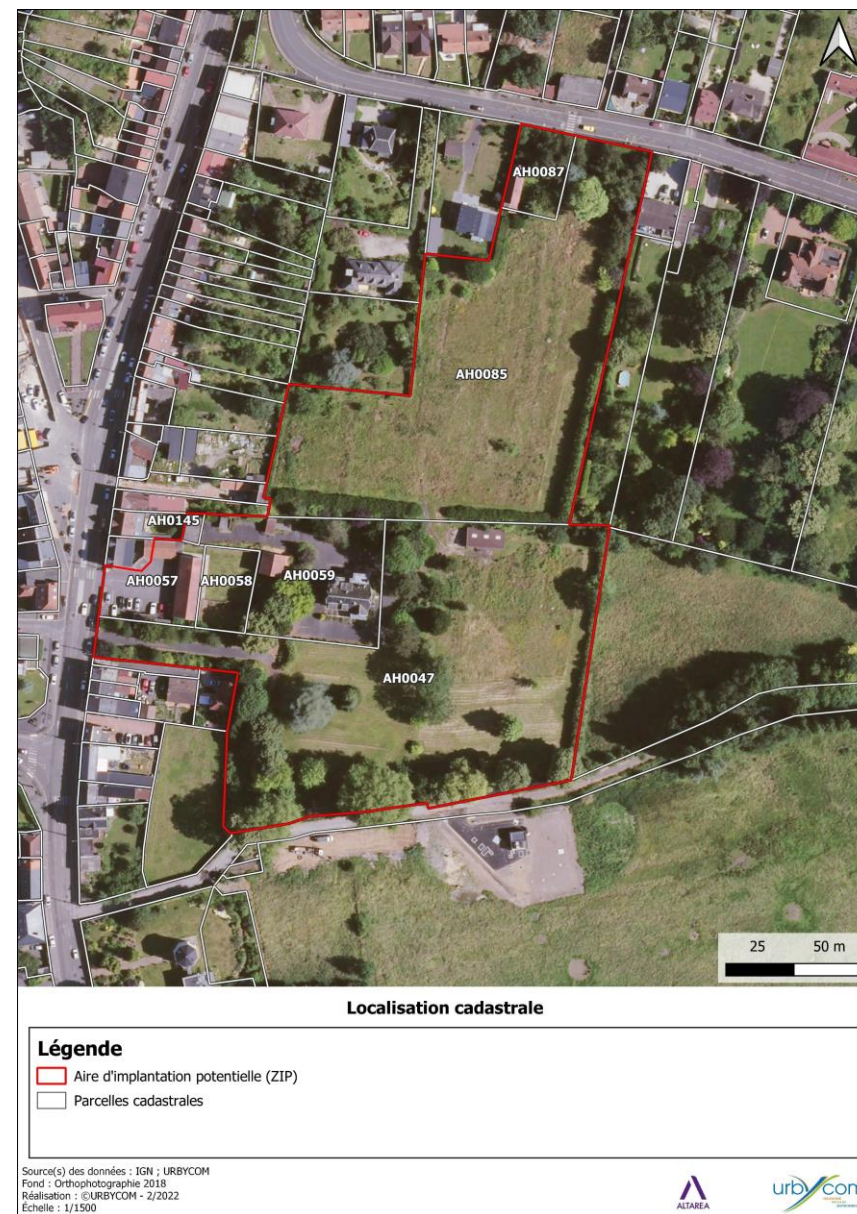 AH0087
AH0085
AH0145
AH0057
AH0058
AH0059
AH0047
25 50 m
Localisation cadastrale
Légende
Aire d'implantation potentielle (ZIP)
Parcelles cadastrales
Source(s) des données : IGN ; URBYCOM
Fond : Orthophotographie 2018
Réalisation : ©URBYCOM - 2/2022
Échelle : 1/1500
ALTAREA
urbycom